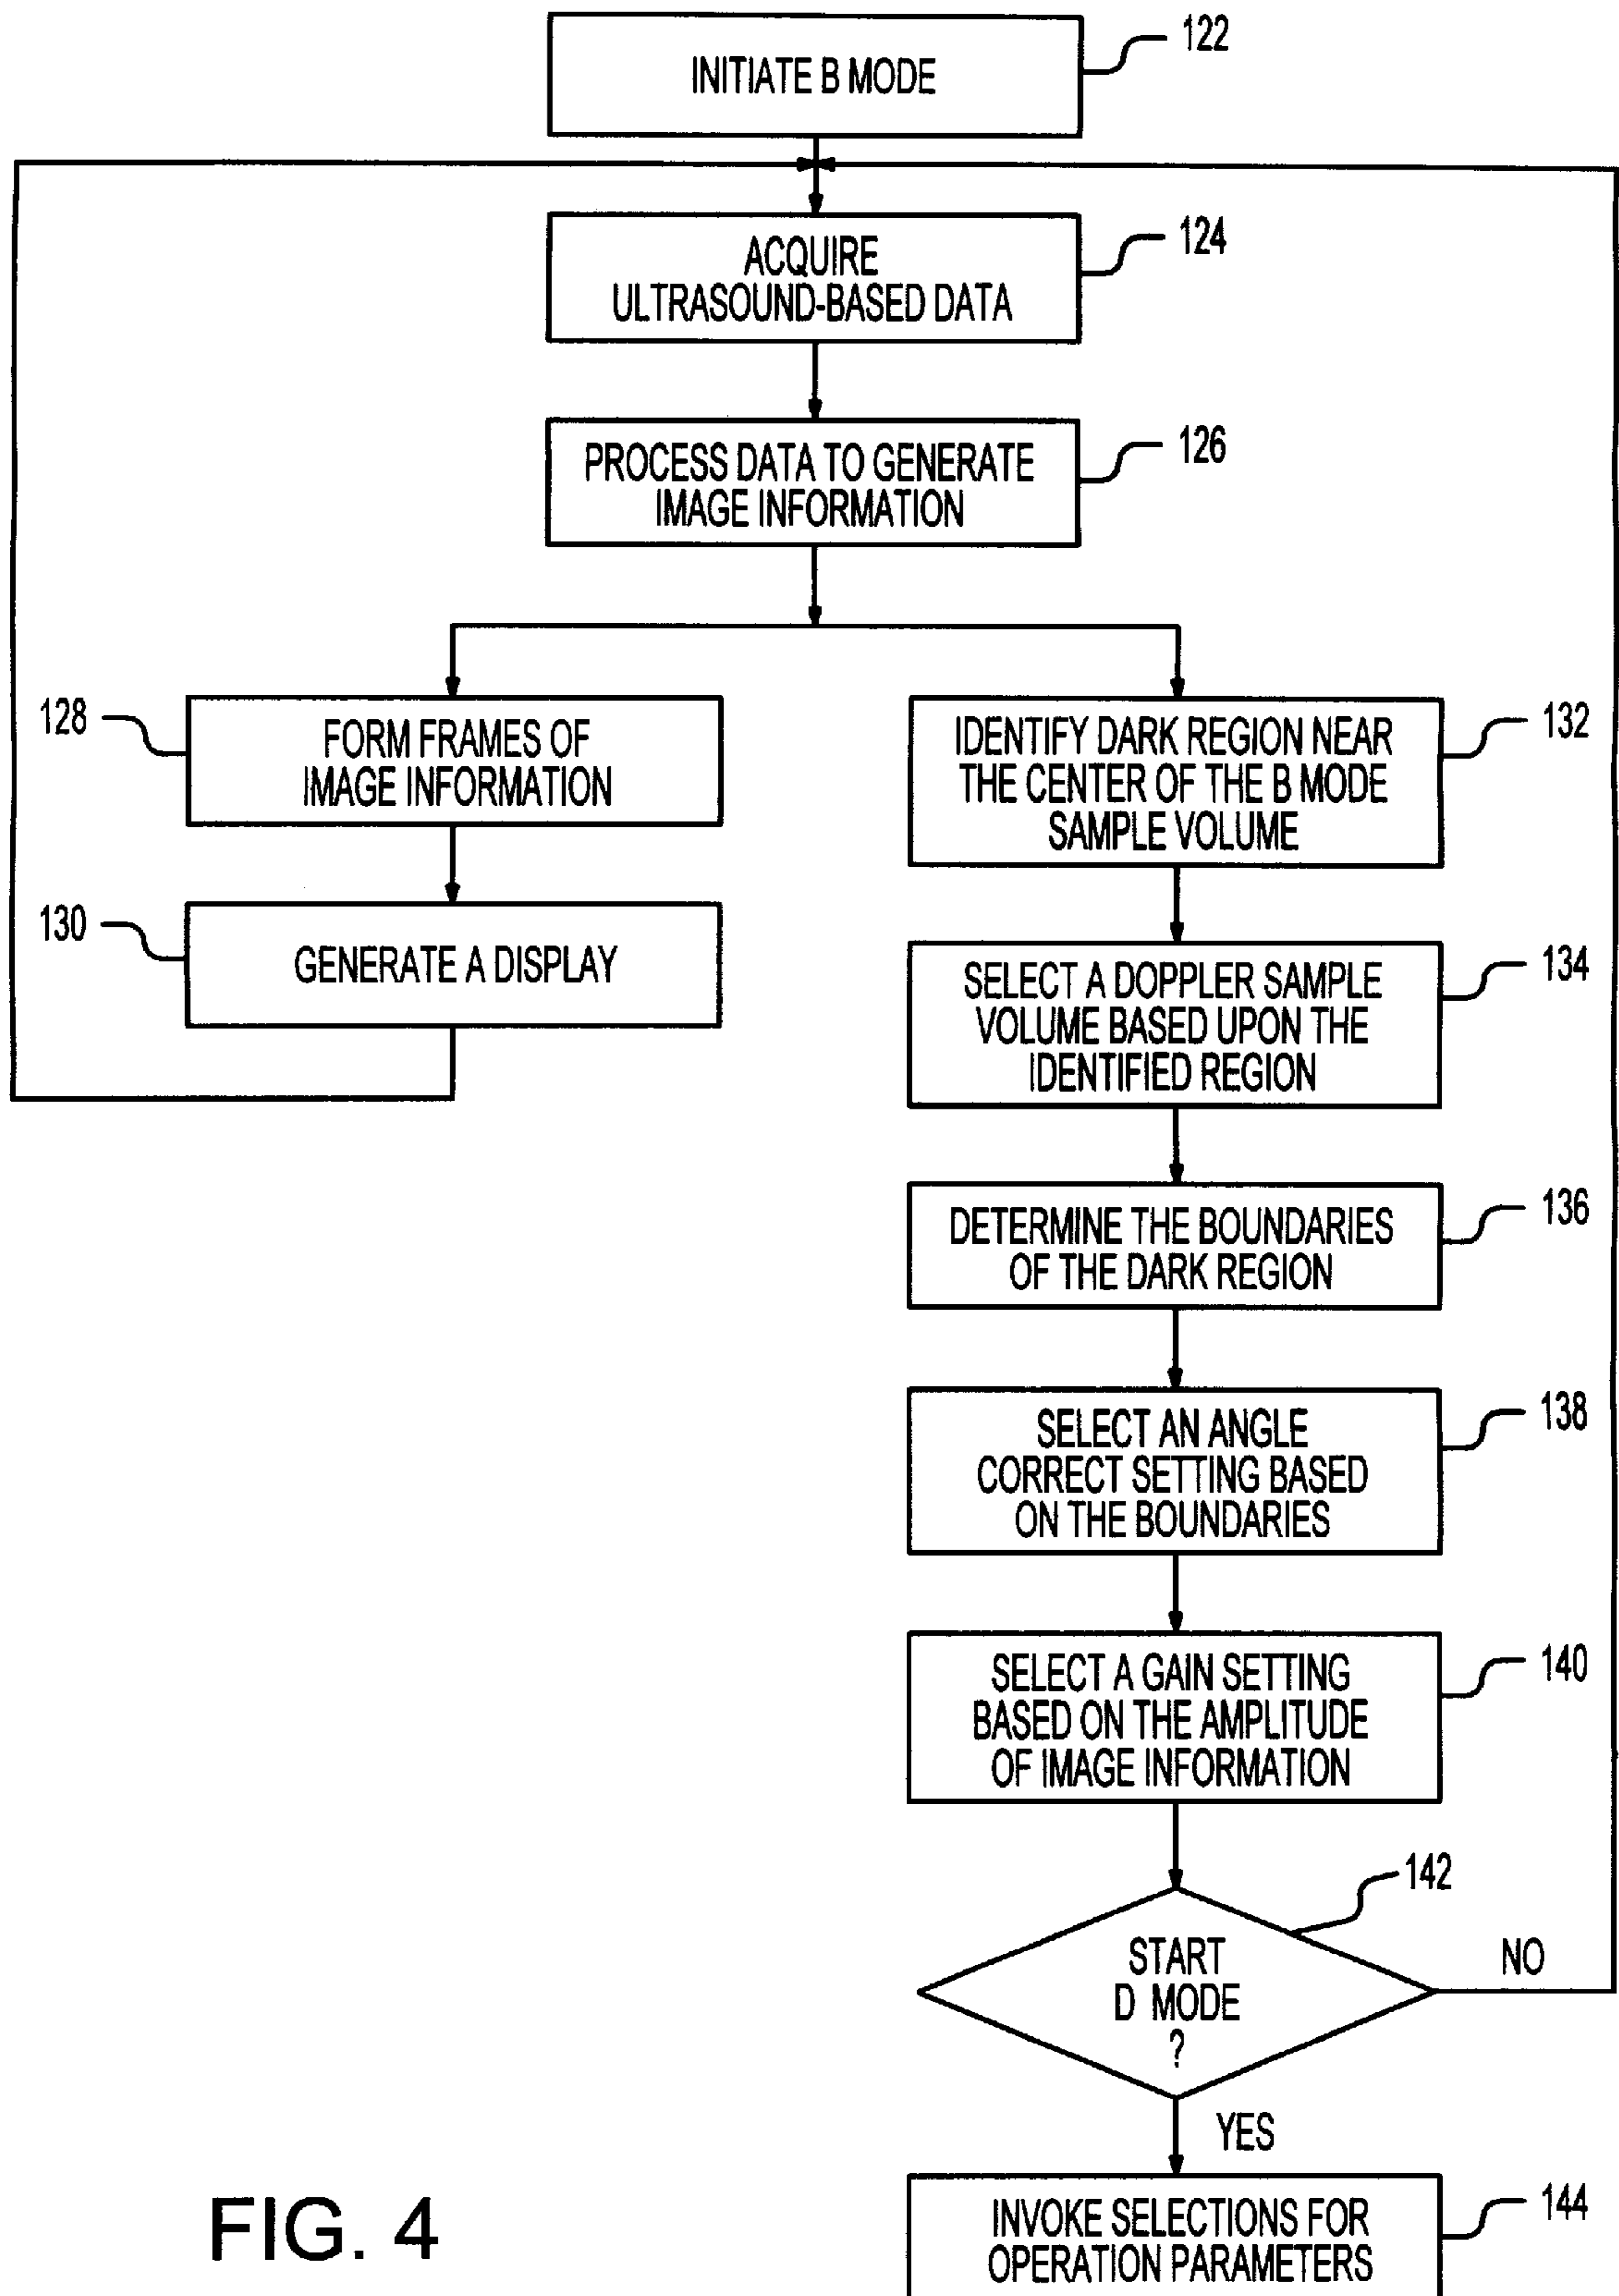 INITIATE B MODE
122
ACQUIRE
ULTRASOUND-BASED DATA
124
PROCESS DATA TO GENERATE
IMAGE INFORMATION
126
128
FORM FRAMES OF
IMAGE INFORMATION
130
GENERATE A DISPLAY
IDENTIFY DARK REGION NEAR
THE CENTER OF THE B MODE
SAMPLE VOLUME
132
SELECT A DOPPLER SAMPLE
VOLUME BASED UPON THE
IDENTIFIED REGION
134
DETERMINE THE BOUNDARIES
OF THE DARK REGION
136
SELECT AN ANGLE
CORRECT SETTING BASED
ON THE BOUNDARIES
138
SELECT A GAIN SETTING
BASED ON THE AMPLITUDE
OF IMAGE INFORMATION
140
START
D MODE
?
142
NO
YES
INVOKE SELECTIONS FOR
OPERATION PARAMETERS
144
FIG. 4